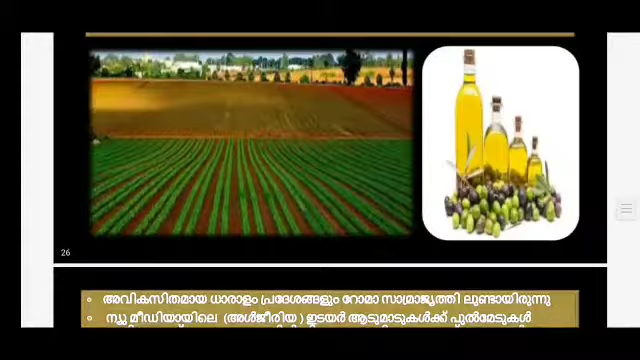 26
◦ അവികസിതമായ ധാരാളം പ്രദേശങ്ങളും റോമാ സാമ്രാജ്യത്തി ലുണ്ടായിരുന്നു
◦ ന്യൂ മീഡിയായിലെ (അൾജീരിയ ) ഇടയർ ആടുമാടുകൾക്ക് പുൽമേടുകൾ